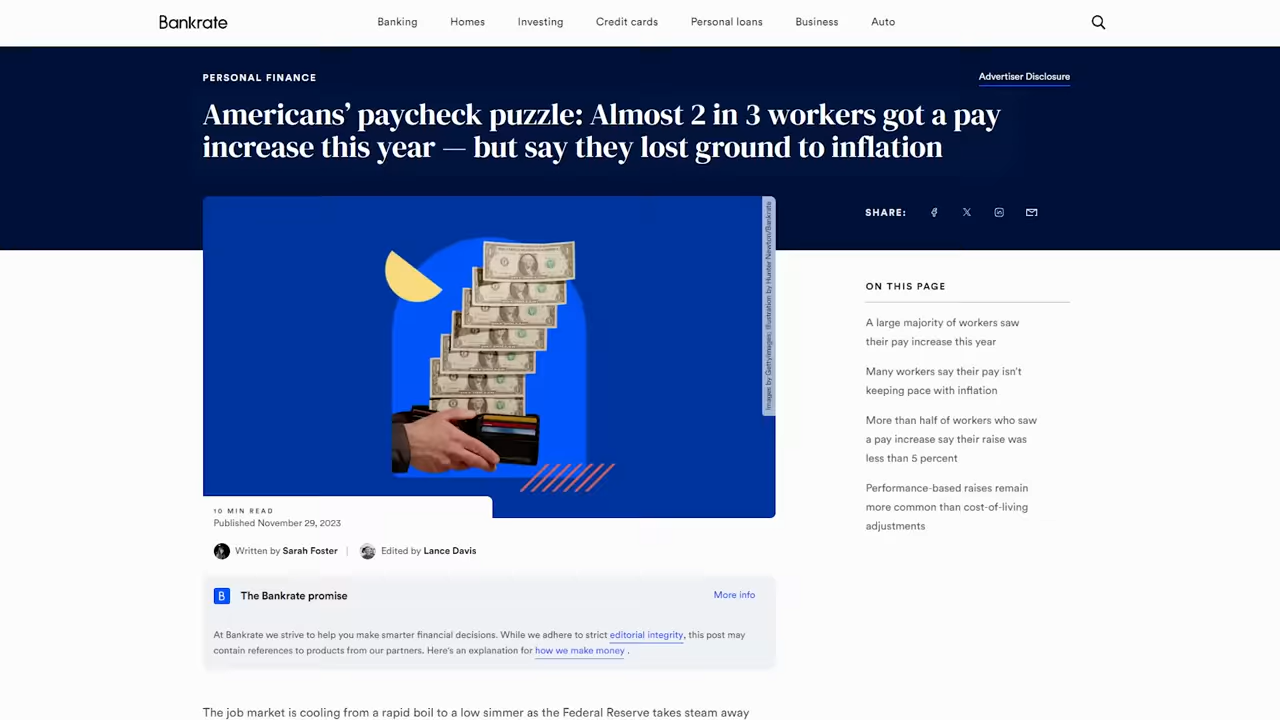 Bankrate
Banking
Homes
Investing
Credit cards
Personal loans
Business
Auto
PERSONAL FINANCE
Advertiser Disclosure
Americans’ paycheck puzzle: Almost 2 in 3 workers got a pay
increase this year — but say they lost ground to inflation
SHARE:
Images by GettyImages; Illustration by Hunter Newton/Bankrate
10 MIN READ
Published November 29, 2023
Written by Sarah Foster
Edited by Lance Davis
ON THIS PAGE
A large majority of workers saw
their pay increase this year
Many workers say their pay isn’t
keeping pace with inflation
More than half of workers who saw
a pay increase say their raise was
less than 5 percent
Performance-based raises remain
more common than cost-of-living
adjustments
B
The Bankrate promise
More info
At Bankrate we strive to help you make smarter financial decisions. While we adhere to strict editorial integrity, this post may
contain references to products from our partners. Here's an explanation for how we make money .
The job market is cooling from a rapid boil to a low simmer as the Federal Reserve takes steam away